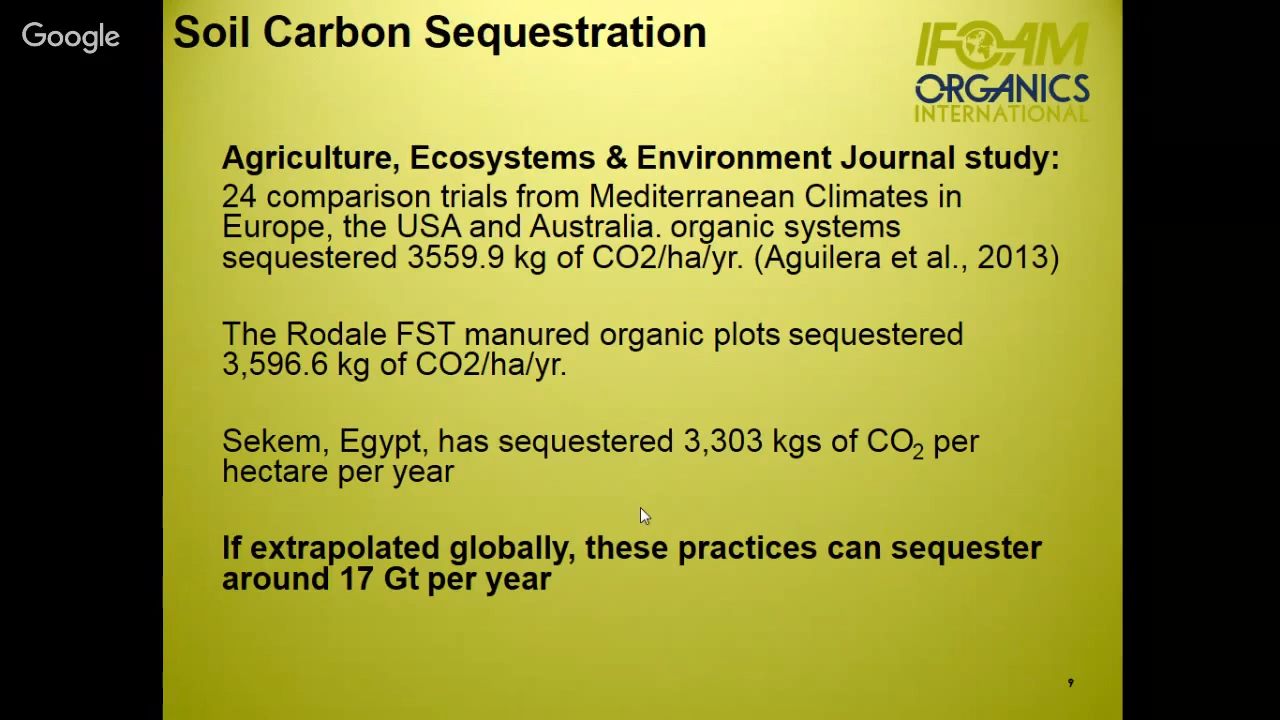 Google
Soil Carbon Sequestration
IFOAM
ORGANICS
INTERNATIONAL
Agriculture, Ecosystems & Environment Journal study:
24 comparison trials from Mediterranean Climates in
Europe, the USA and Australia. organic systems
sequestered 3559.9 kg of CO2/ha/yr. (Aguilera et al., 2013)
The Rodale FST manured organic plots sequestered
3,596.6 kg of CO2/ha/yr.
Sekem, Egypt, has sequestered 3,303 kgs of CO₂ per
hectare per year
If extrapolated globally, these practices can sequester
around 17 Gt per year
9